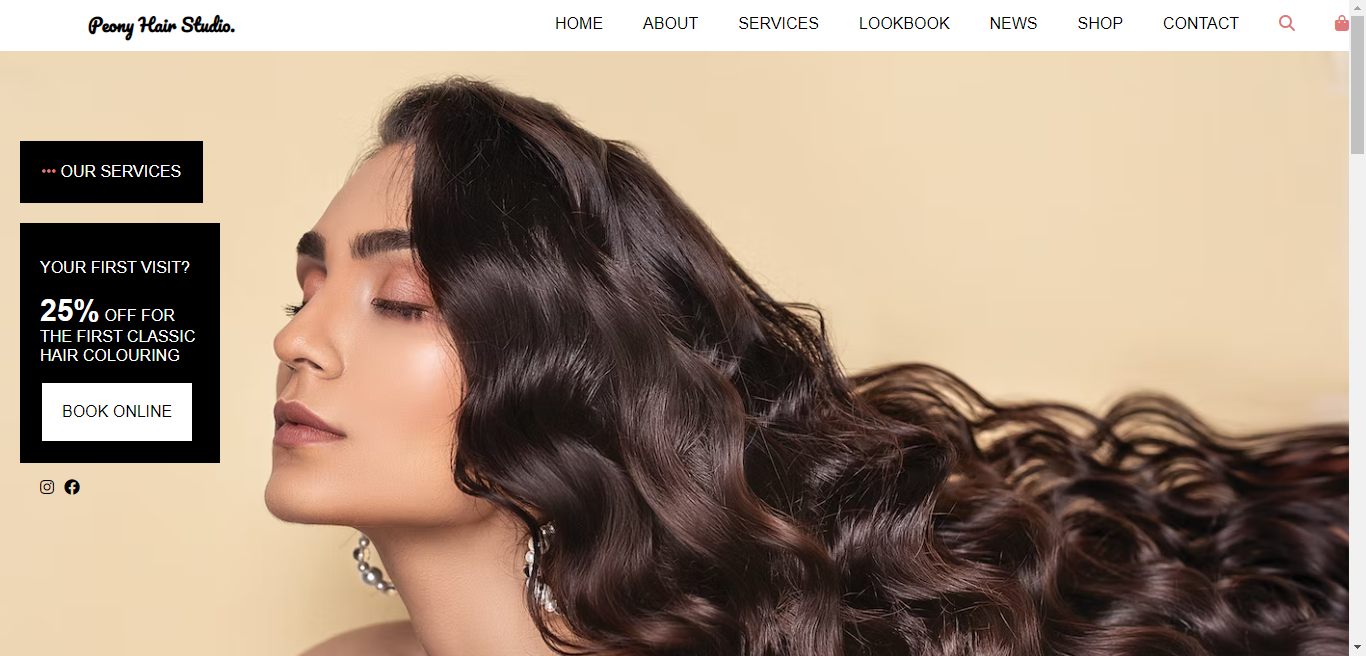 Peony Hair Studio.
HOME ABOUT SERVICES LOOKBOOK NEWS SHOP CONTACT
••• OUR SERVICES
YOUR FIRST VISIT?
25% OFF FOR
THE FIRST CLASSIC
HAIR COLOURING
BOOK ONLINE